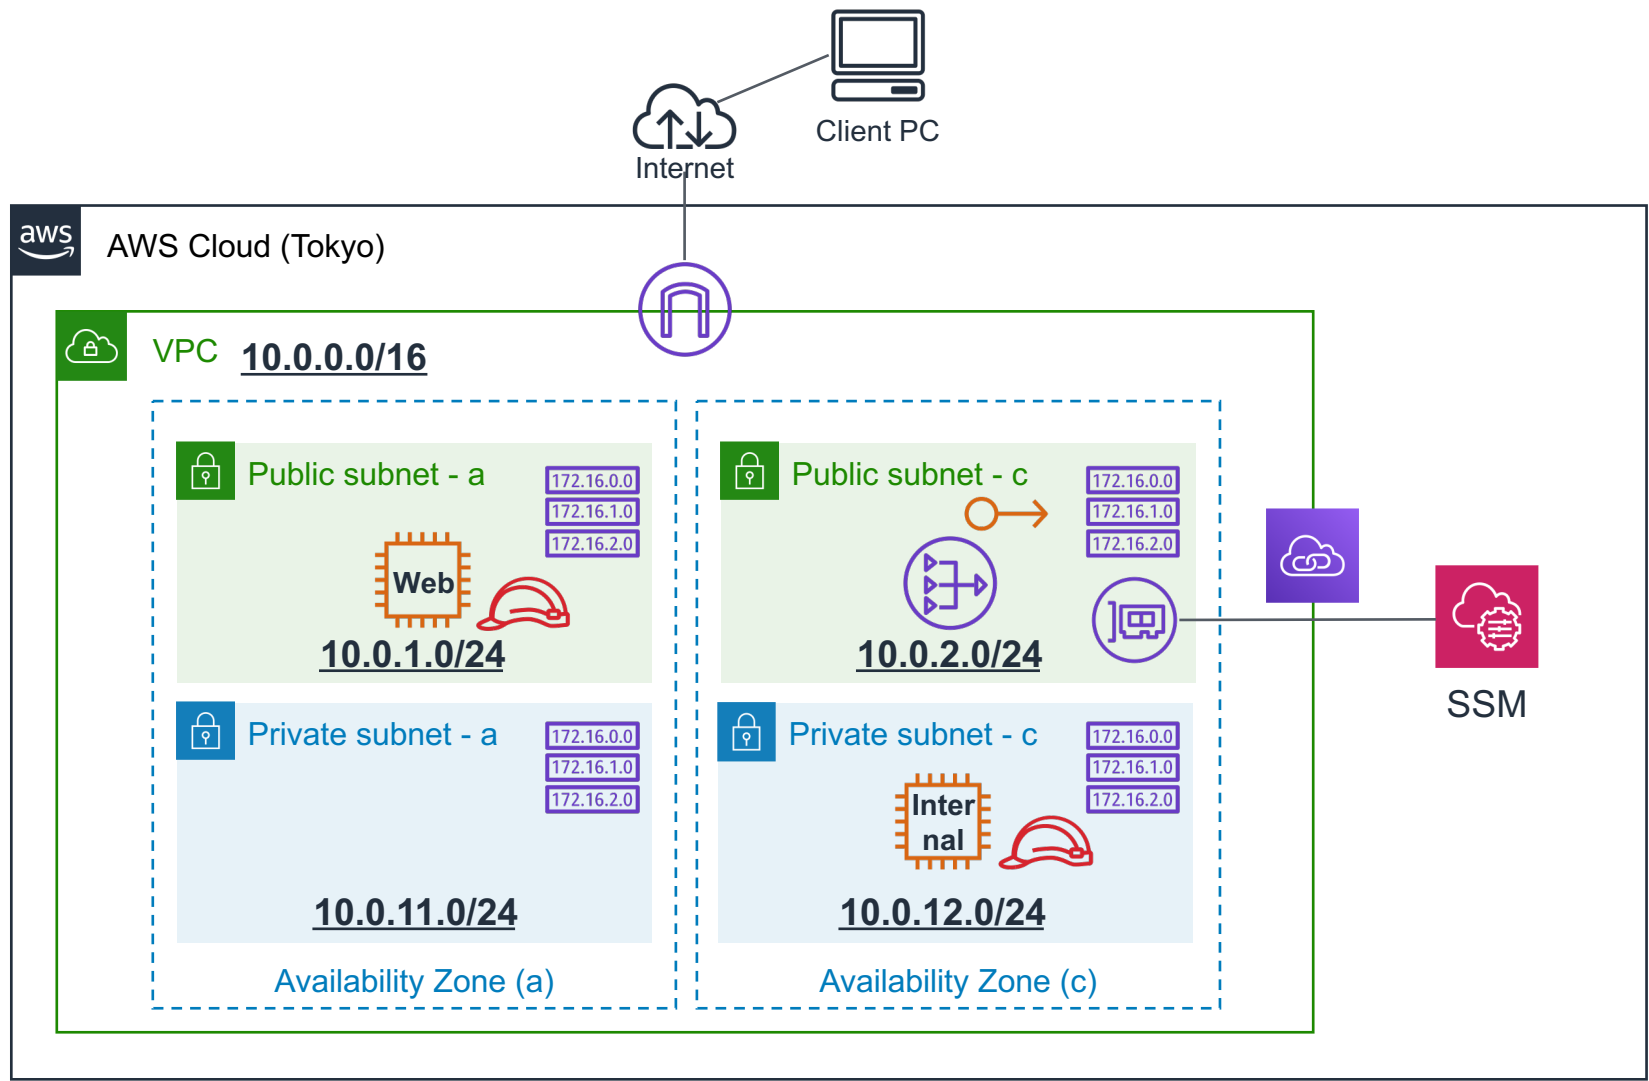 Client PC
Internet
aws
AWS Cloud (Tokyo)
VPC 10.0.0.0/16
Public subnet - a
172.16.0.0
172.16.1.0
172.16.2.0
Web
10.0.1.0/24
Public subnet - c
172.16.0.0
172.16.1.0
172.16.2.0
10.0.2.0/24
SSM
Private subnet - a
172.16.0.0
172.16.1.0
172.16.2.0
10.0.11.0/24
Private subnet - c
172.16.0.0
172.16.1.0
172.16.2.0
Inter
nal
10.0.12.0/24
Availability Zone (a)
Availability Zone (c)